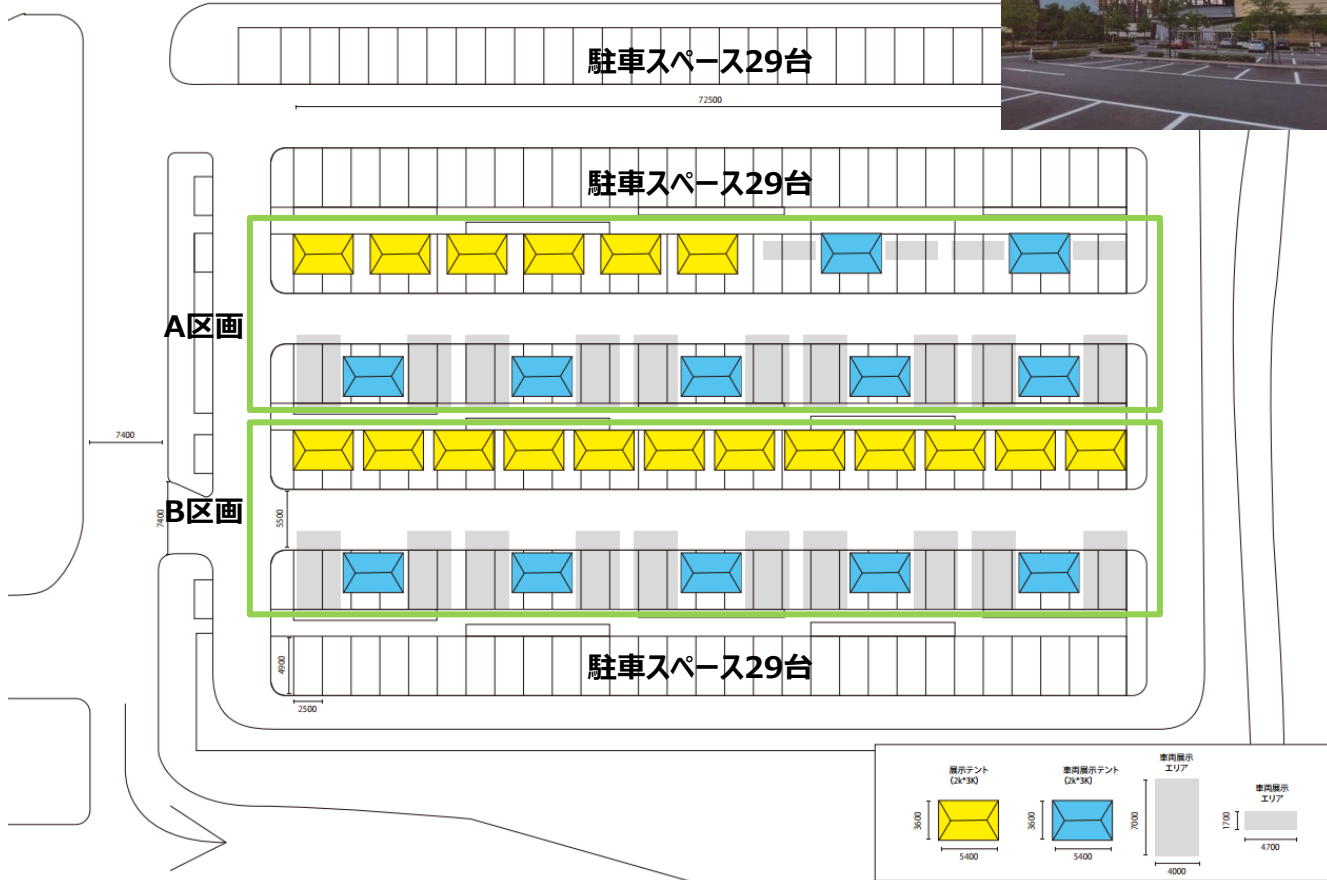 駐車スペース29台
72500
駐車スペース29台
A区画
7400
B区画
7400
5500
駐車スペース29台
4900
2500
展示テント
(2k*3K)
3600
5400
車両展示テント
(2k*3K)
3600
5400
車両展示
エリア
7000
4000
車両展示
エリア
1700
4700